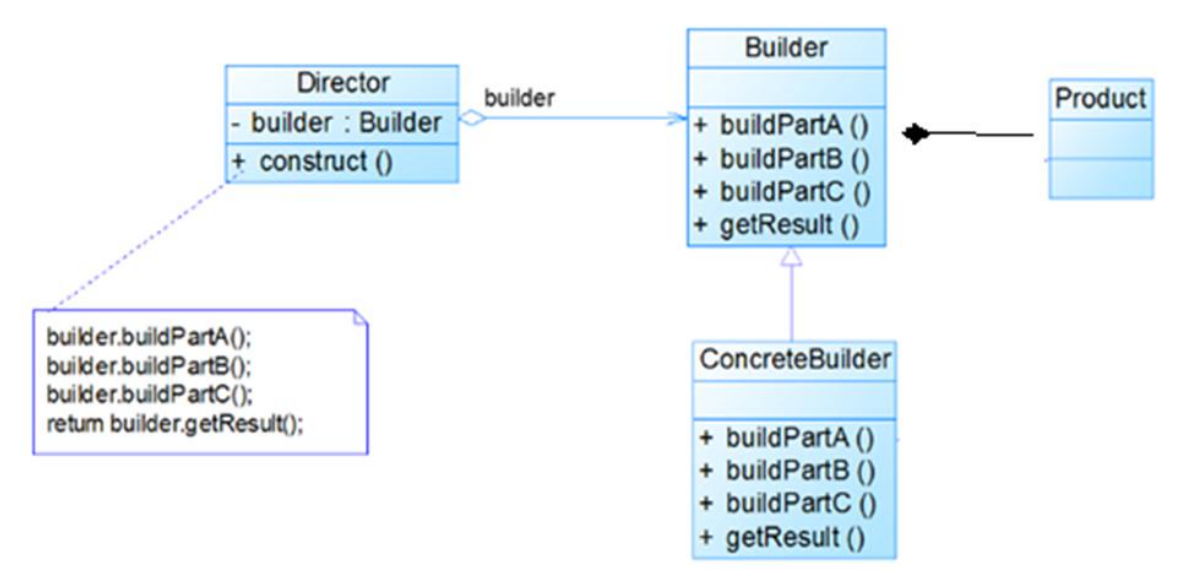 Director
- builder : Builder
+ construct ()
builder
Builder
+ buildPartA ()
+ buildPartB ()
+ buildPartC ()
+ getResult ()
Product
builder.buildPartA();
builder.buildPartB();
builder.buildPartC();
return builder.getResult();
ConcreteBuilder
+ buildPartA ()
+ buildPartB ()
+ buildPartC ()
+ getResult ()